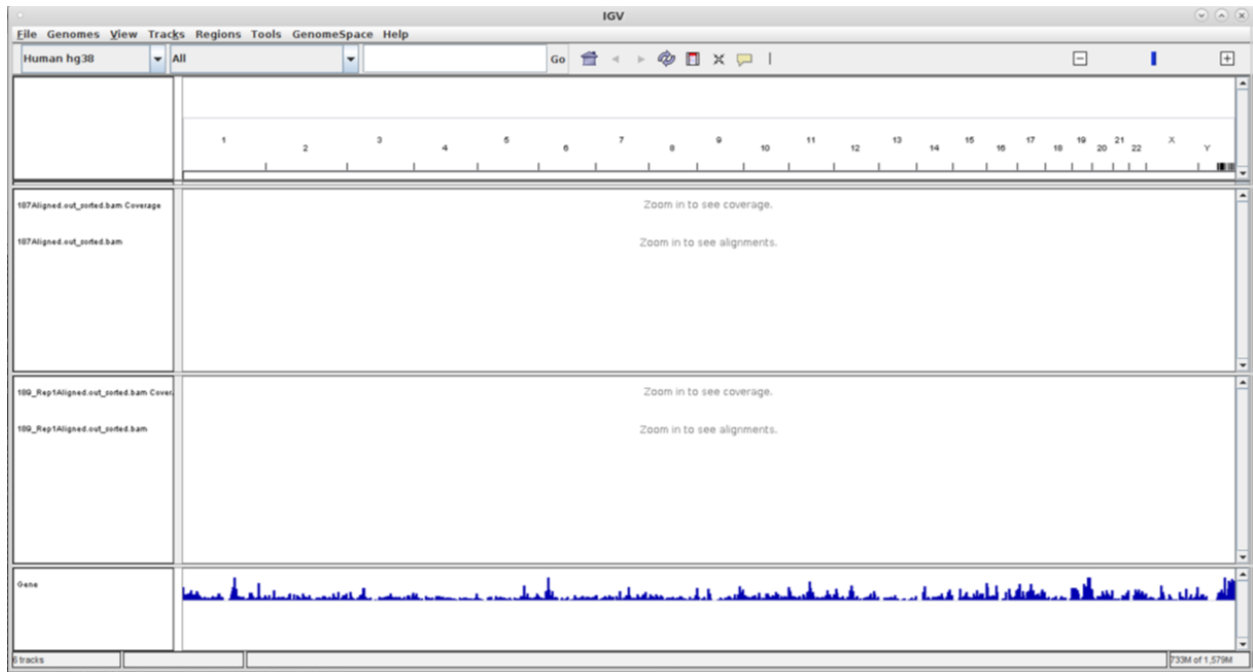 IGV
File Genomes View Tracks Regions Tools GenomeSpace Help
Human hg38 All Go
1 2 3 4 5 6 7 8 9 10 11 12 13 14 15 16 17 18 19 20 21 22 X Y
187Aligned.out_sorted.bam Coverage Zoom in to see coverage.
187Aligned.out_sorted.bam Zoom in to see alignments.
189_Rep1Aligned.out_sorted.bam Cover Zoom in to see coverage.
189_Rep1Aligned.out_sorted.bam Zoom in to see alignments.
Gene
6 tracks 733M of 1,579M